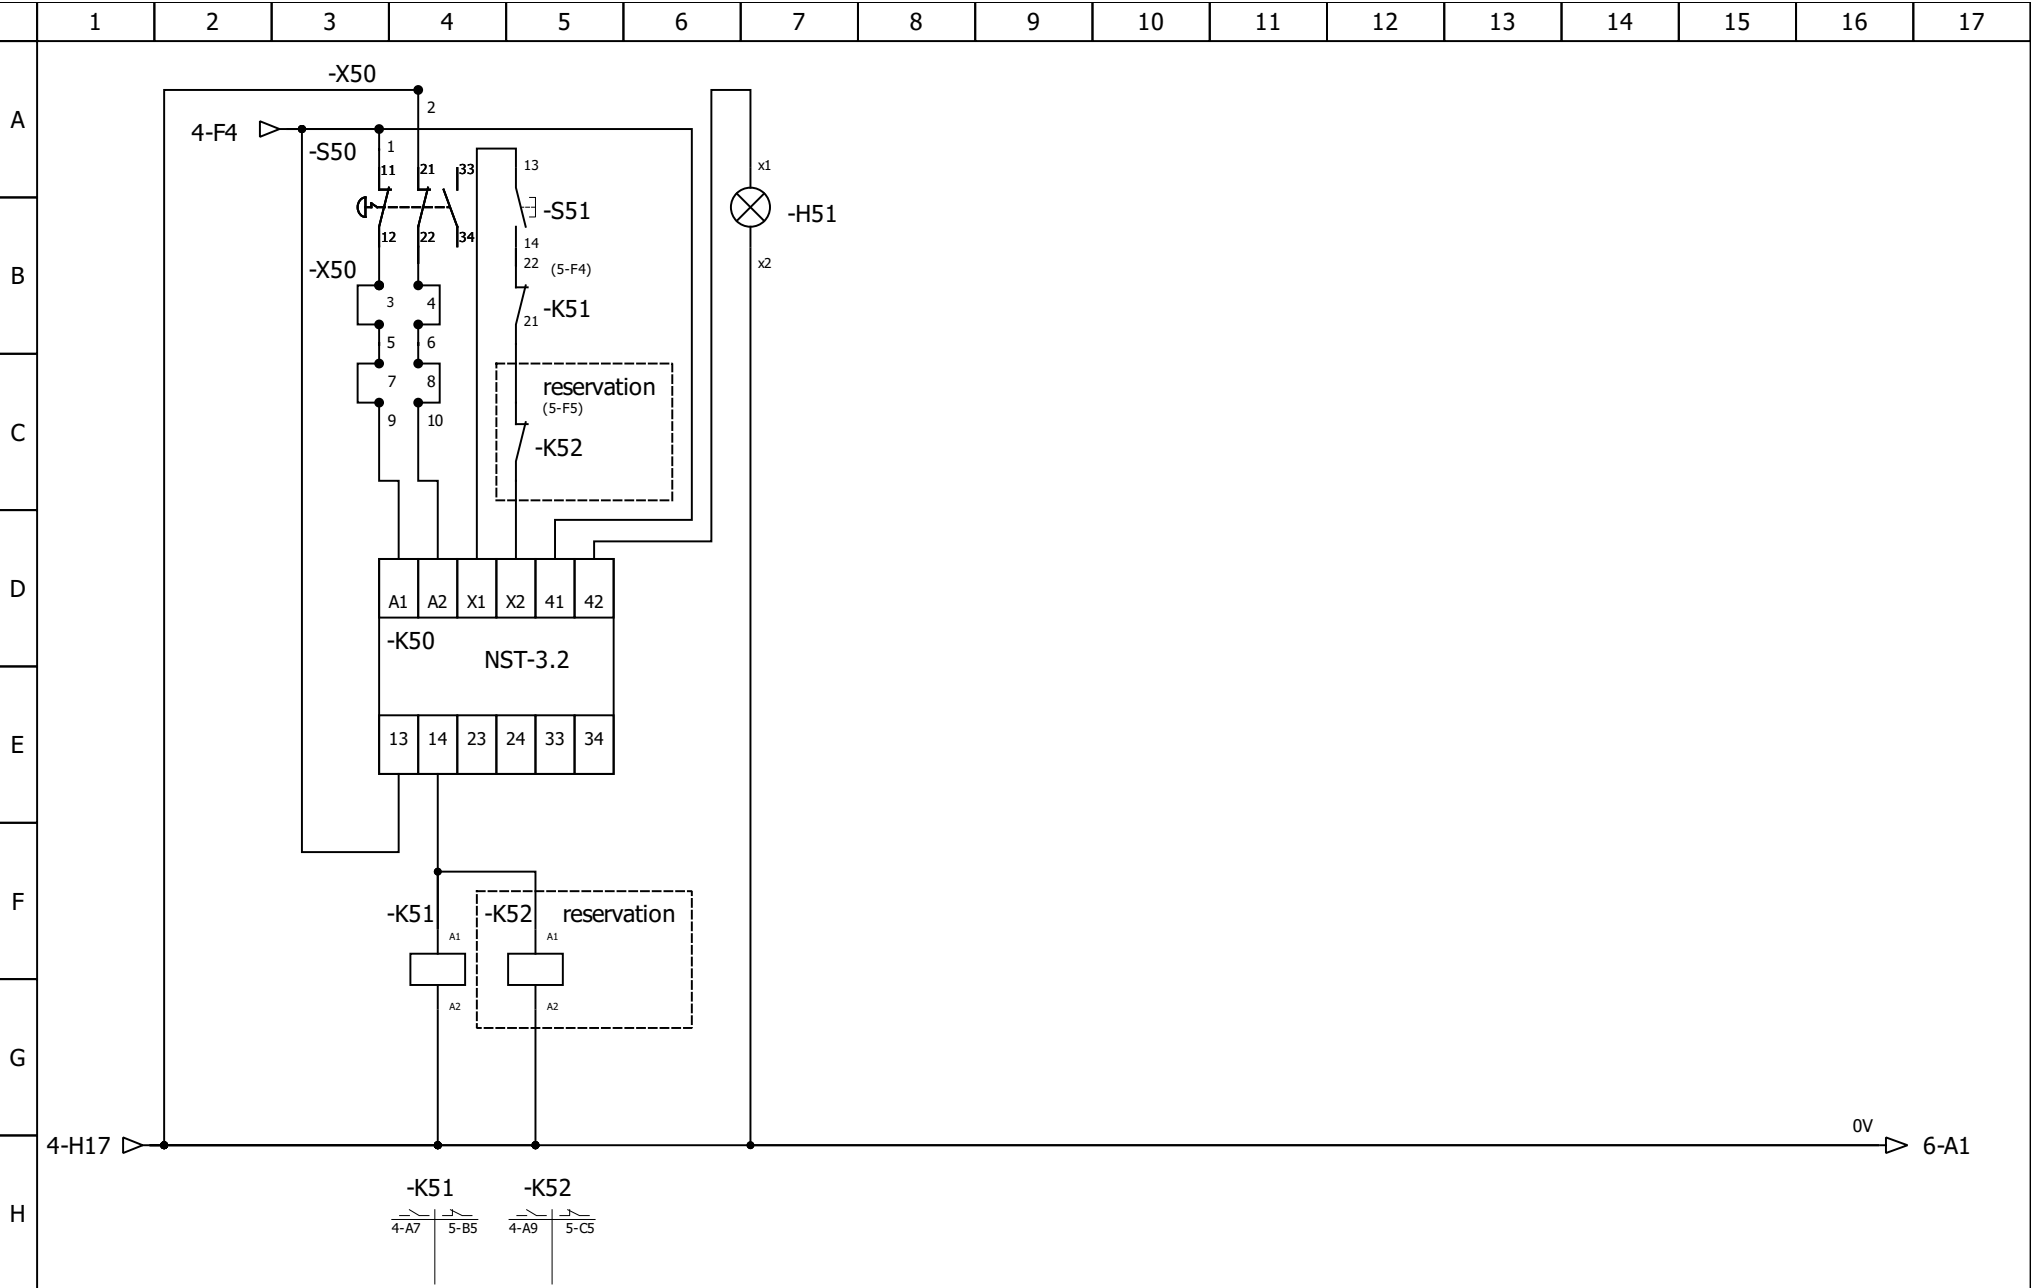 1 2 3 4 5 6 7 8 9 10 11 12 13 14 15 16 17
-X50
A
2
4-F4
-S50 1
13 x1
11 21 33
-S51 -H51
12 22 34
14
22 (5-F4) x2
-X50
B
3 4 -K51
21
5 6
reservation
7 8
(5-F5)
9 10
C
-K52
D
A1 A2 X1 X2 41 42
-K50
NST-3.2
E
13 14 23 24 33 34
F
-K51 -K52 reservation
A1 A1
A2 A2
G
0V
4-H17 6-A1
-K51 -K52
H
4-A7 5-B5 4-A9 5-C5